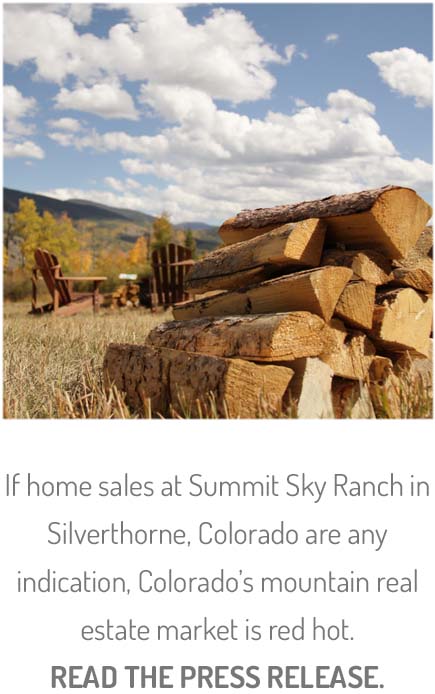 If home sales at Summit Sky Ranch in
Silverthorne, Colorado are any
indication, Colorado’s mountain real
estate market is red hot.
READ THE PRESS RELEASE.